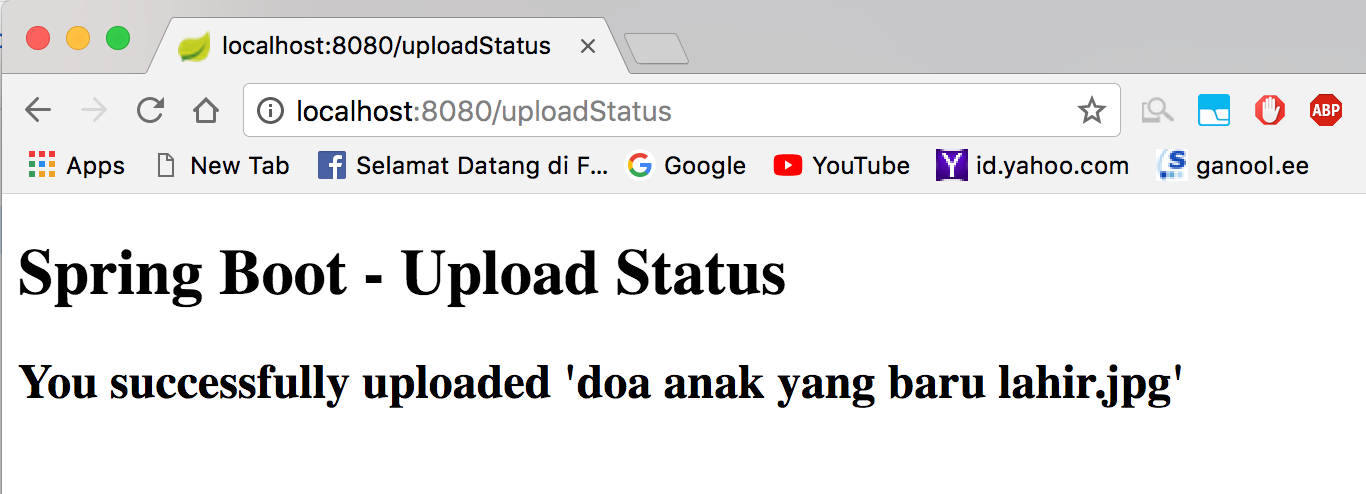 localhost:8080/uploadStatus
localhost:8080/uploadStatus
ABP
Apps New Tab Selamat Datang di F... Google YouTube id.yahoo.com ganool.ee
Spring Boot - Upload Status
You successfully uploaded 'doa anak yang baru lahir.jpg'